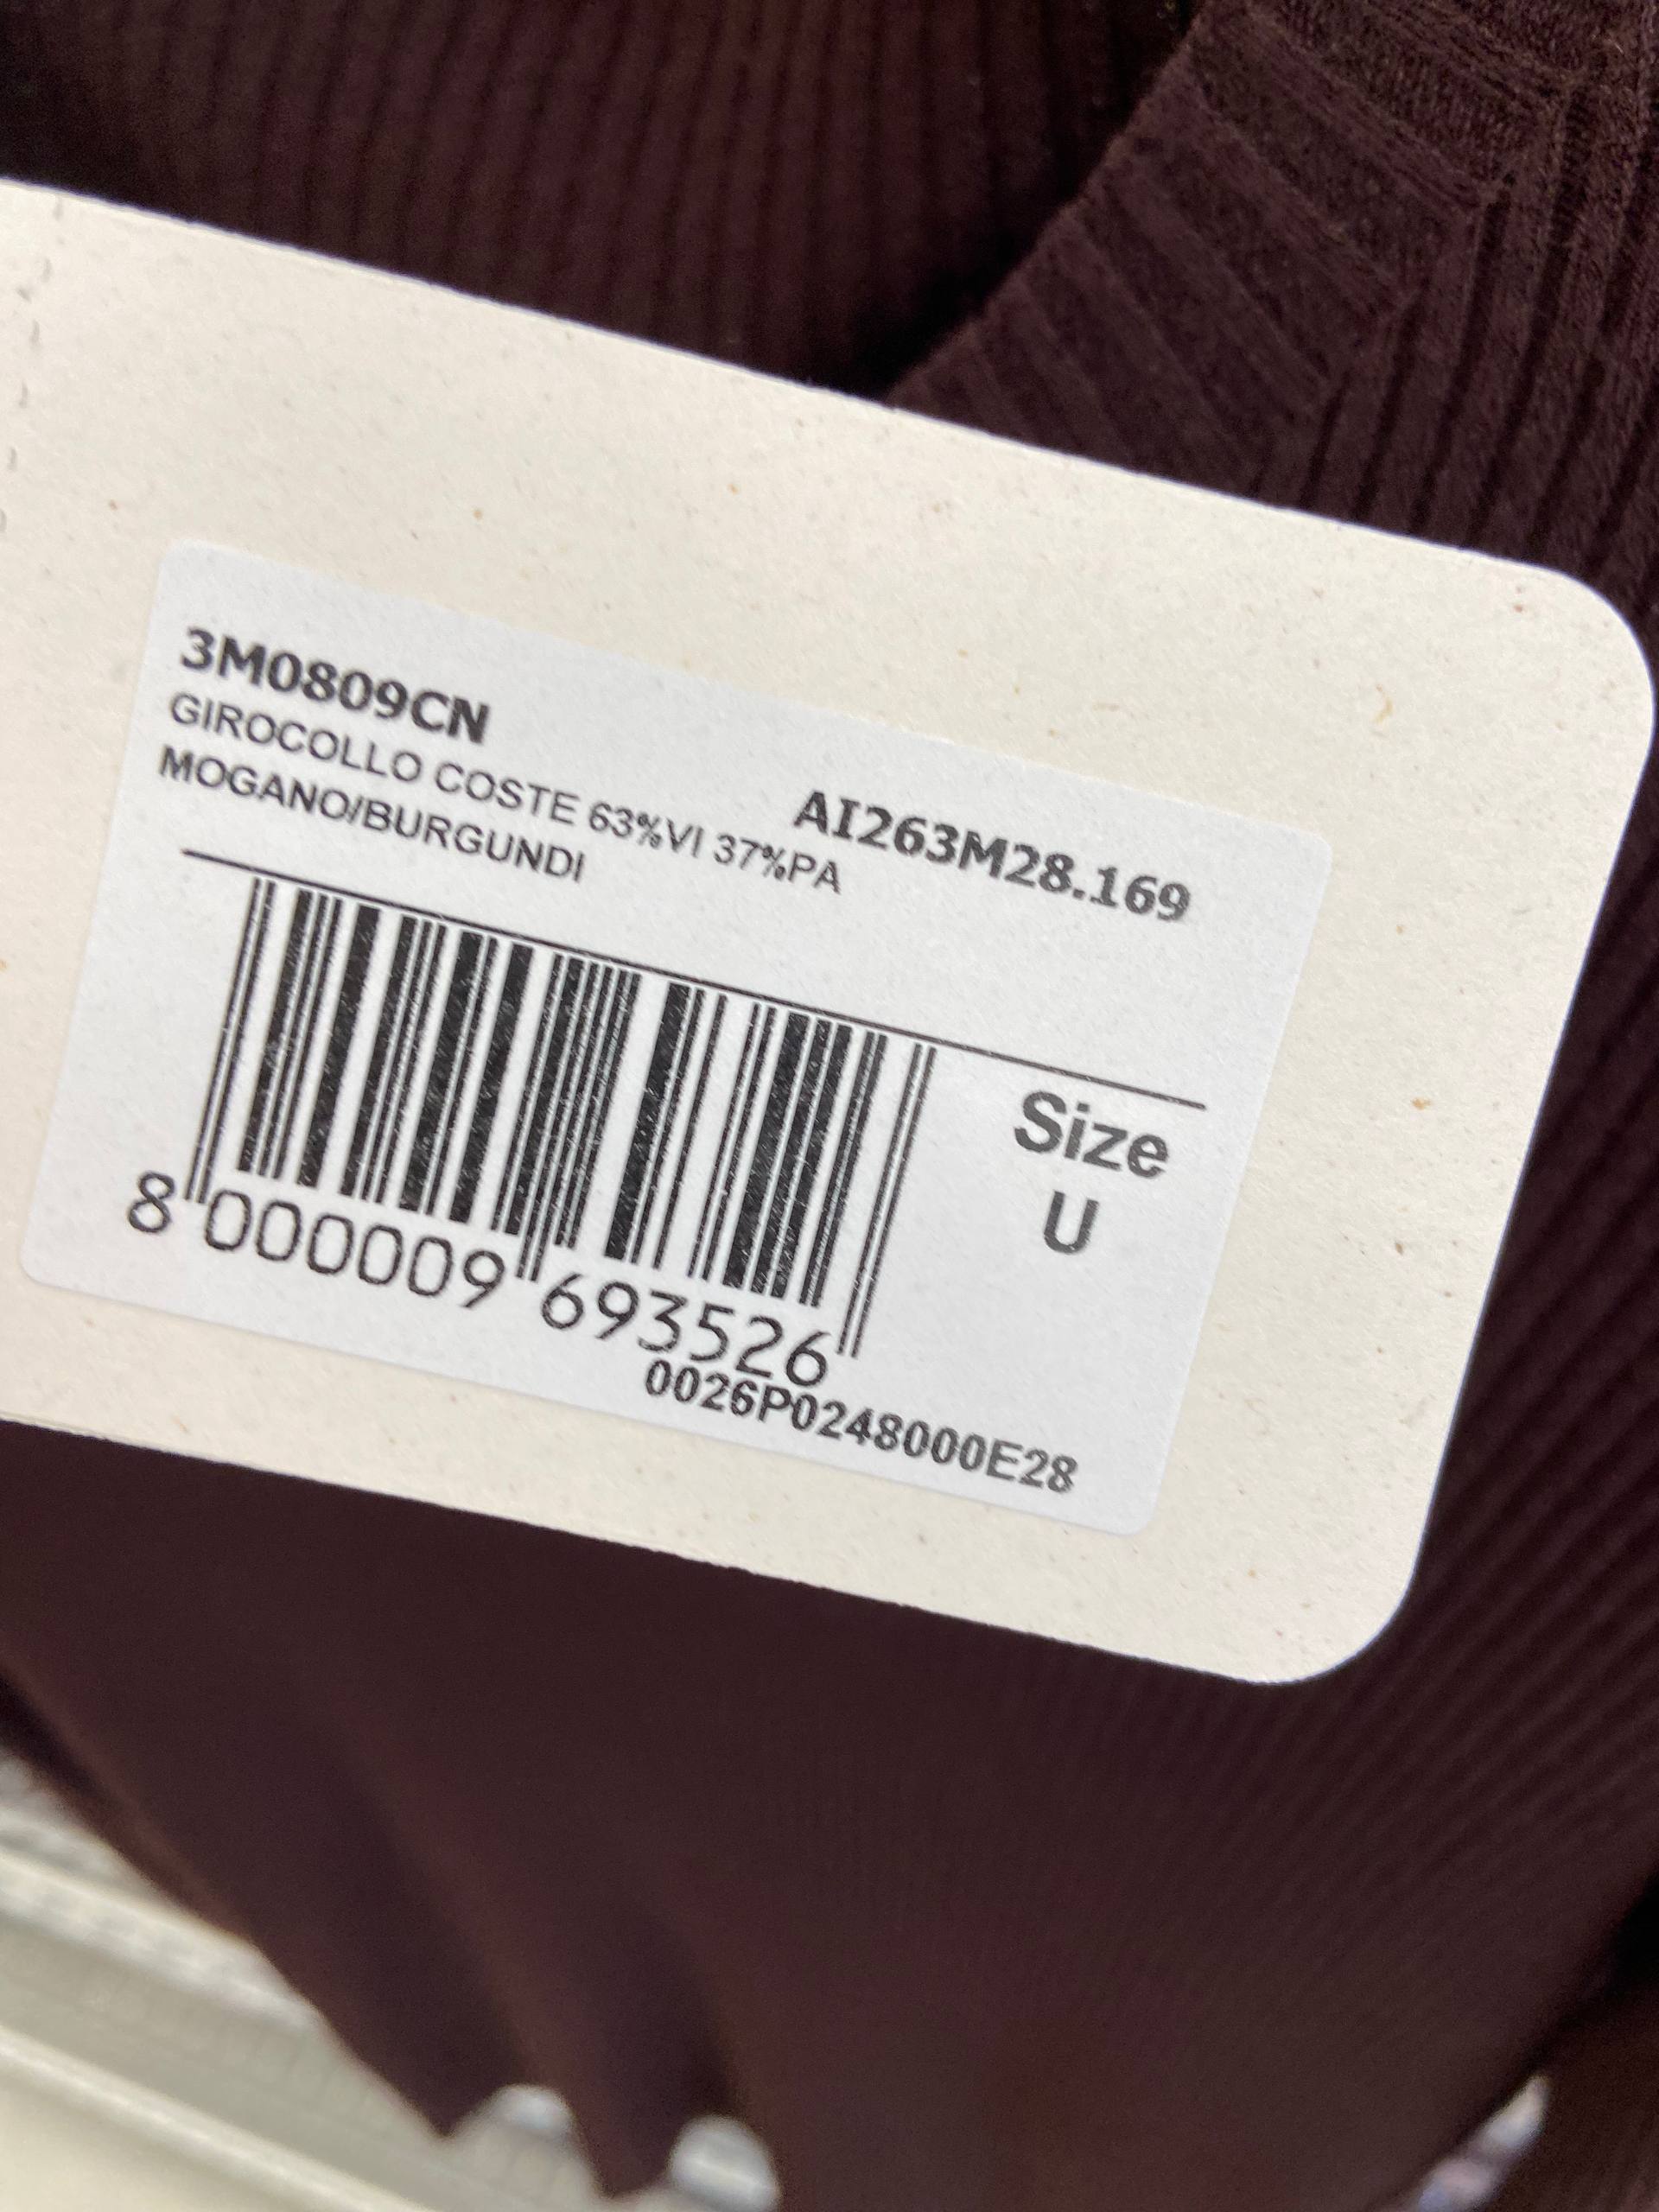 3M0809CN
AI263M28.169
GIROCOLLO COSTE 63%VI 37%PA
MOGANO/BURGUNDI
Size
U
8 000009 693526
0026P0248000E28